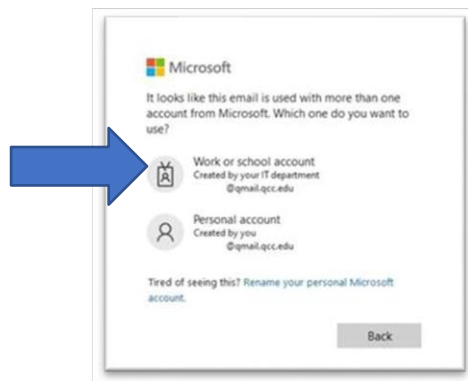 Microsoft
It looks like this email is used with more than one
account from Microsoft. Which one do you want to
use?
Work or school account
Created by your IT department
@qmail.qcc.edu
Personal account
Created by you
@qmail.qcc.edu
Tired of seeing this? Rename your personal Microsoft
account.
Back